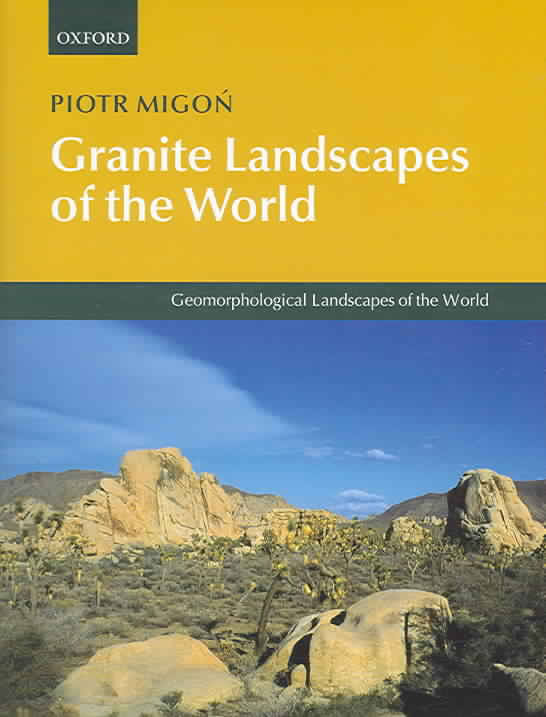 OXFORD
PIOTR MIGOŃ
Granite Landscapes
of the World
Geomorphological Landscapes of the World